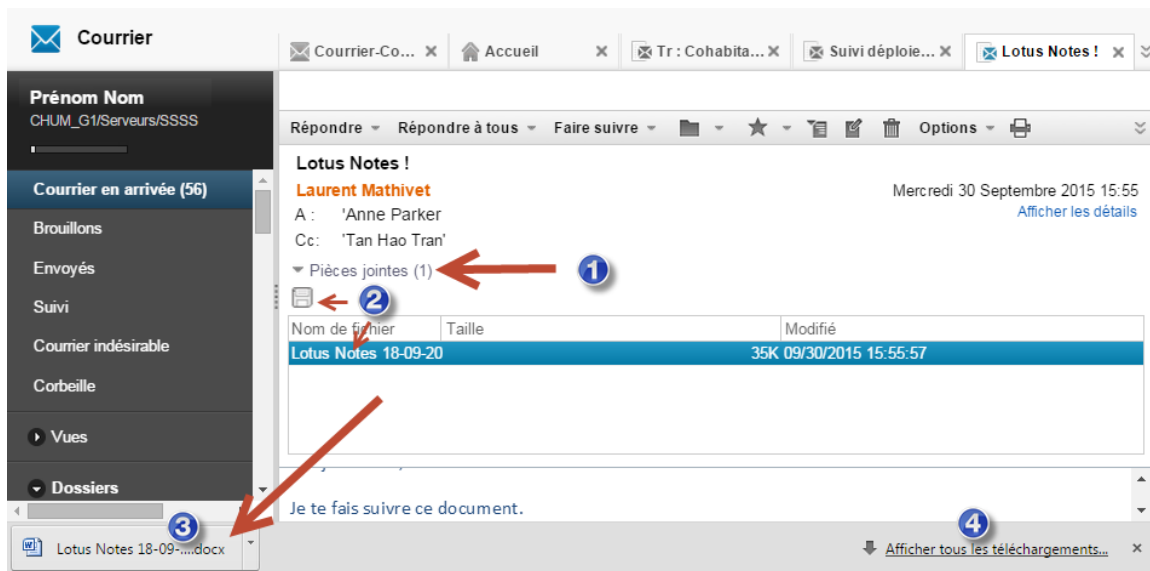 Courrier
Courrier-Co...
Accueil
Tr : Cohabita...
Suivi déploie...
Lotus Notes !
Prénom Nom
CHUM_G1/Serveurs/SSSS
Répondre
Répondre à tous
Faire suivre
Options
Lotus Notes !
Courrier en arrivée (56)
Laurent Mathivet
Mercredi 30 Septembre 2015 15:55
Afficher les détails
A : 'Anne Parker
Cc: 'Tan Hao Tran'
Brouillons
Envoyés
Suivi
Courrier indésirable
Corbeille
Vues
Dossiers
Pièces jointes (1)
1
2
Nom de fichier Taille Modifié
Lotus Notes 18-09-20 35K 09/30/2015 15:55:57
Je te fais suivre ce document.
3
4
Lotus Notes 18-09-....docx
Afficher tous les téléchargements...